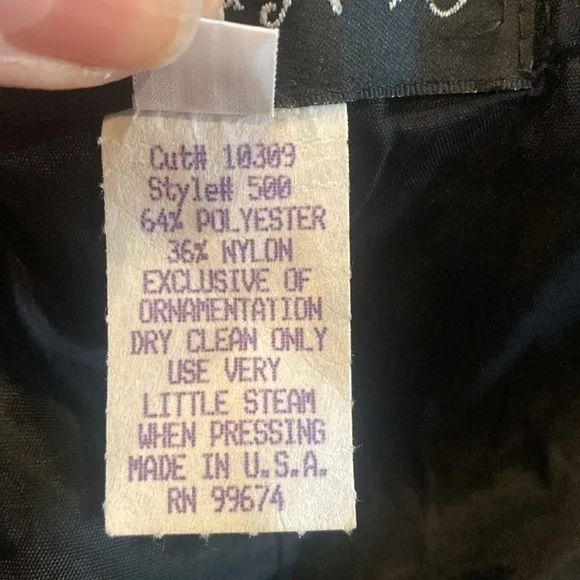 Cut# 10309
Style# 500
64% POLYESTER
36% NYLON
EXCLUSIVE OF
ORNAMENTATION
DRY CLEAN ONLY
USE VERY
LITTLE STEAM
WHEN PRESSING
MADE IN U.S.A.
RN 99674